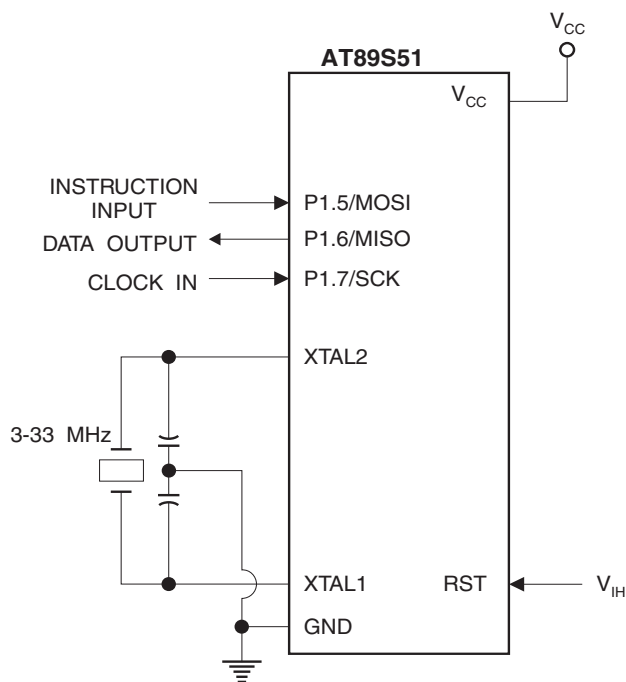 V_CC
AT89S51
V_CC
INSTRUCTION
INPUT
P1.5/MOSI
DATA OUTPUT
P1.6/MISO
CLOCK IN
P1.7/SCK
XTAL2
3-33 MHz
XTAL1
RST
V_IH
GND